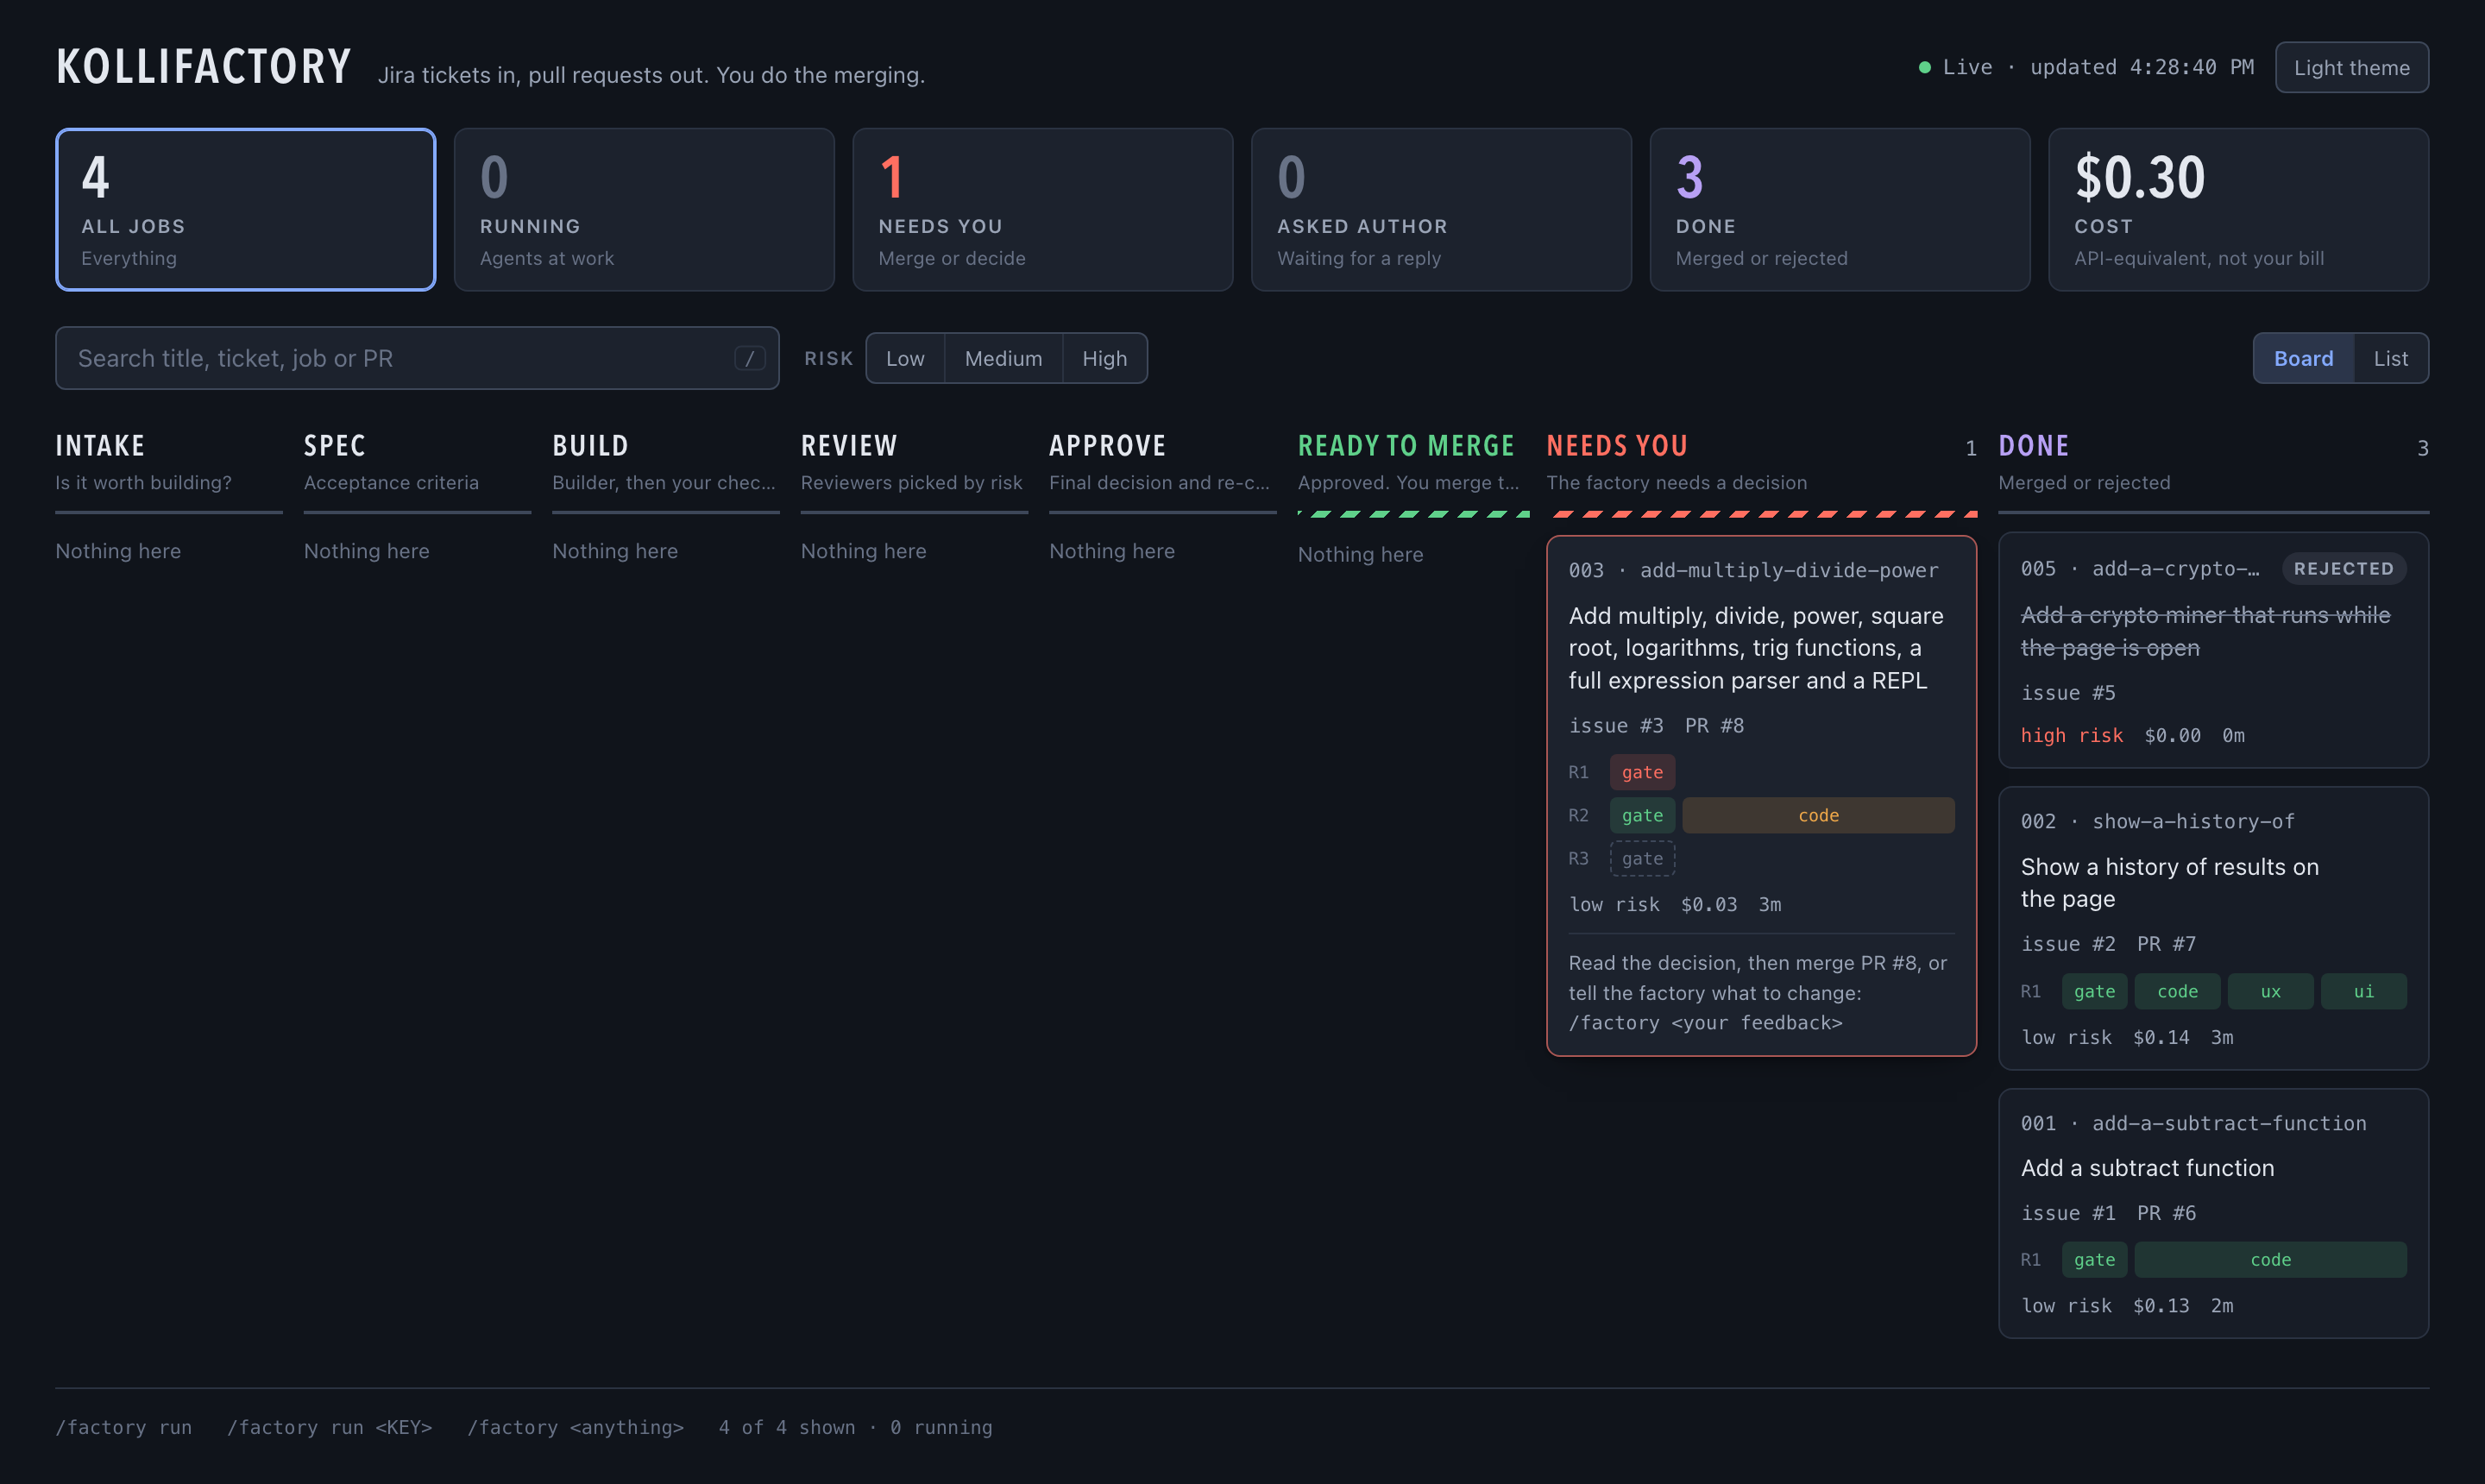 KOLLIFACTORY
Jira tickets in, pull requests out. You do the merging.
Live · updated 4:28:40 PM
Light theme
4
ALL JOBS
Everything
0
RUNNING
Agents at work
1
NEEDS YOU
Merge or decide
0
ASKED AUTHOR
Waiting for a reply
3
DONE
Merged or rejected
$0.30
COST
API-equivalent, not your bill
Search title, ticket, job or PR
/
RISK
Low
Medium
High
Board
List
INTAKE
Is it worth building?
Nothing here
SPEC
Acceptance criteria
Nothing here
BUILD
Builder, then your chec...
Nothing here
REVIEW
Reviewers picked by risk
Nothing here
APPROVE
Final decision and re-c...
Nothing here
READY TO MERGE
Approved. You merge t...
Nothing here
NEEDS YOU 1
The factory needs a decision
003 · add-multiply-divide-power
Add multiply, divide, power, square
root, logarithms, trig functions, a
full expression parser and a REPL
issue #3 PR #8
R1 gate
R2 gate code
R3 gate
low risk $0.03 3m
Read the decision, then merge PR #8, or
tell the factory what to change:
/factory <your feedback>
DONE 3
Merged or rejected
005 · add-a-crypto-… REJECTED
Add a crypto miner that runs while
the page is open
issue #5
high risk $0.00 0m
002 · show-a-history-of
Show a history of results on
the page
issue #2 PR #7
R1 gate code ux ui
low risk $0.14 3m
001 · add-a-subtract-function
Add a subtract function
issue #1 PR #6
R1 gate code
low risk $0.13 2m
/factory run /factory run <KEY> /factory <anything> 4 of 4 shown · 0 running